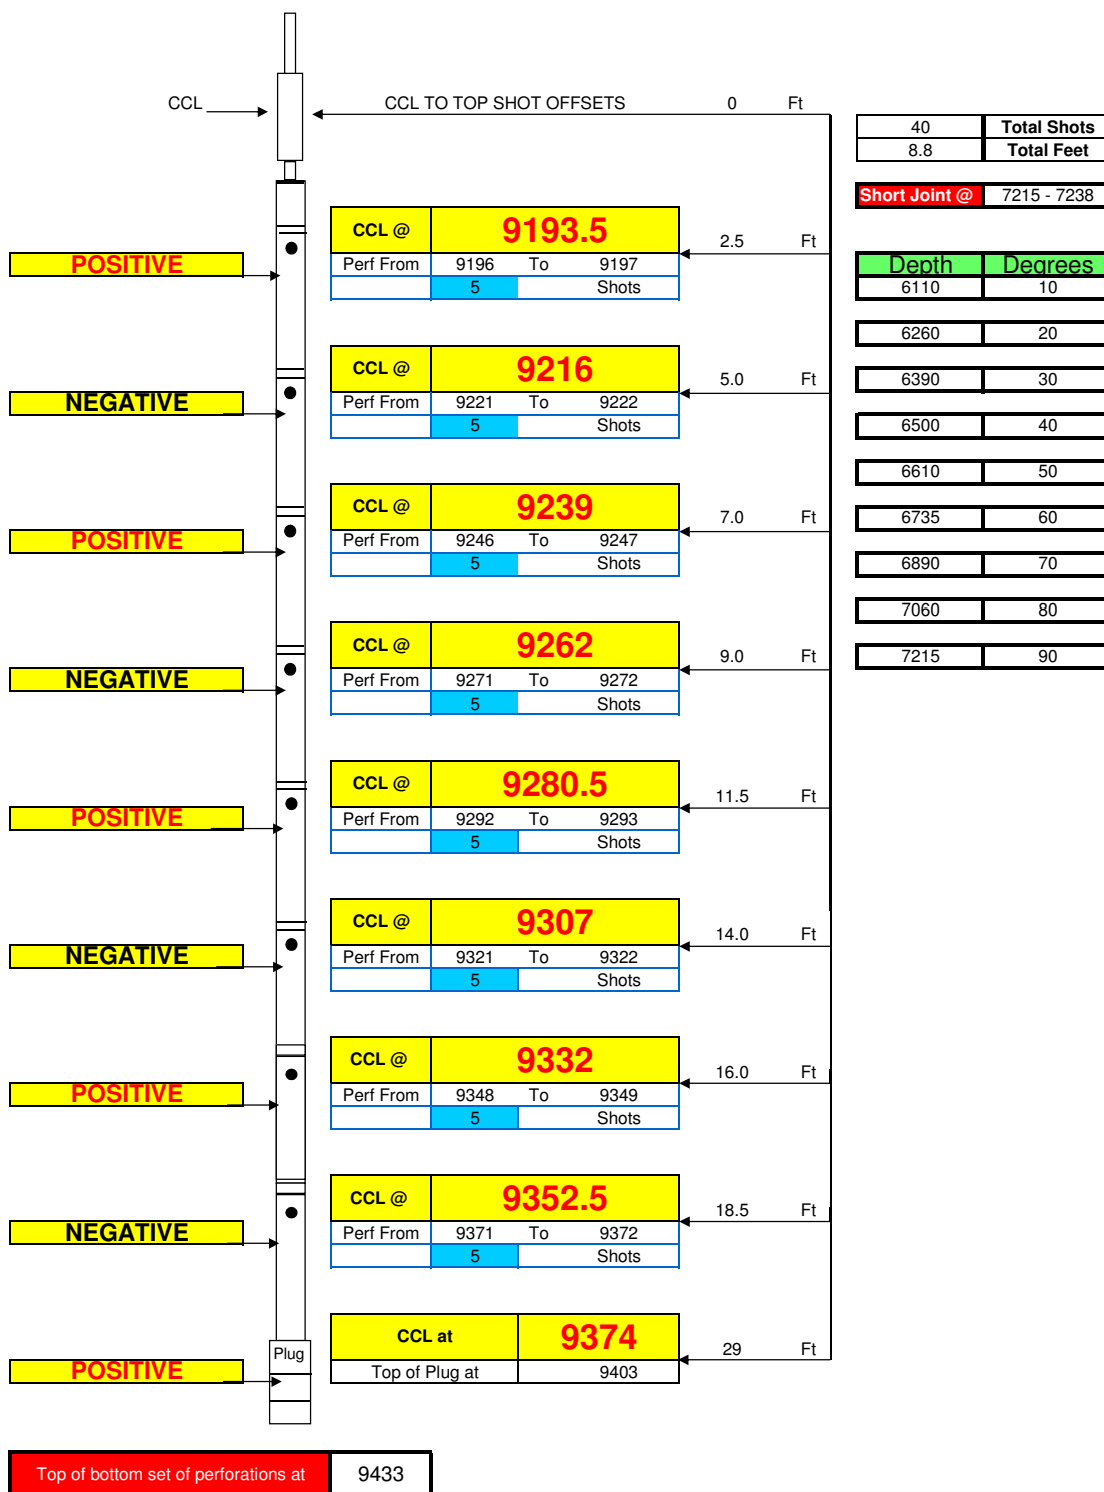 CCL
CCL TO TOP SHOT OFFSETS 0 Ft
40 Total Shots
8.8 Total Feet
Short Joint @ 7215 - 7238
CCL @ 9193.5
2.5 Ft
POSITIVE
Perf From 9196 To 9197
5 Shots
Depth Degrees
6110 10
6260 20
6390 30
6500 40
6610 50
6735 60
6890 70
7060 80
7215 90
CCL @ 9216
5.0 Ft
NEGATIVE
Perf From 9221 To 9222
5 Shots
CCL @ 9239
7.0 Ft
POSITIVE
Perf From 9246 To 9247
5 Shots
CCL @ 9262
9.0 Ft
NEGATIVE
Perf From 9271 To 9272
5 Shots
CCL @ 9280.5
11.5 Ft
POSITIVE
Perf From 9292 To 9293
5 Shots
CCL @ 9307
14.0 Ft
NEGATIVE
Perf From 9321 To 9322
5 Shots
CCL @ 9332
16.0 Ft
POSITIVE
Perf From 9348 To 9349
5 Shots
CCL @ 9352.5
18.5 Ft
NEGATIVE
Perf From 9371 To 9372
5 Shots
CCL at 9374
29 Ft
Plug
POSITIVE
Top of Plug at 9403
Top of bottom set of perforations at 9433